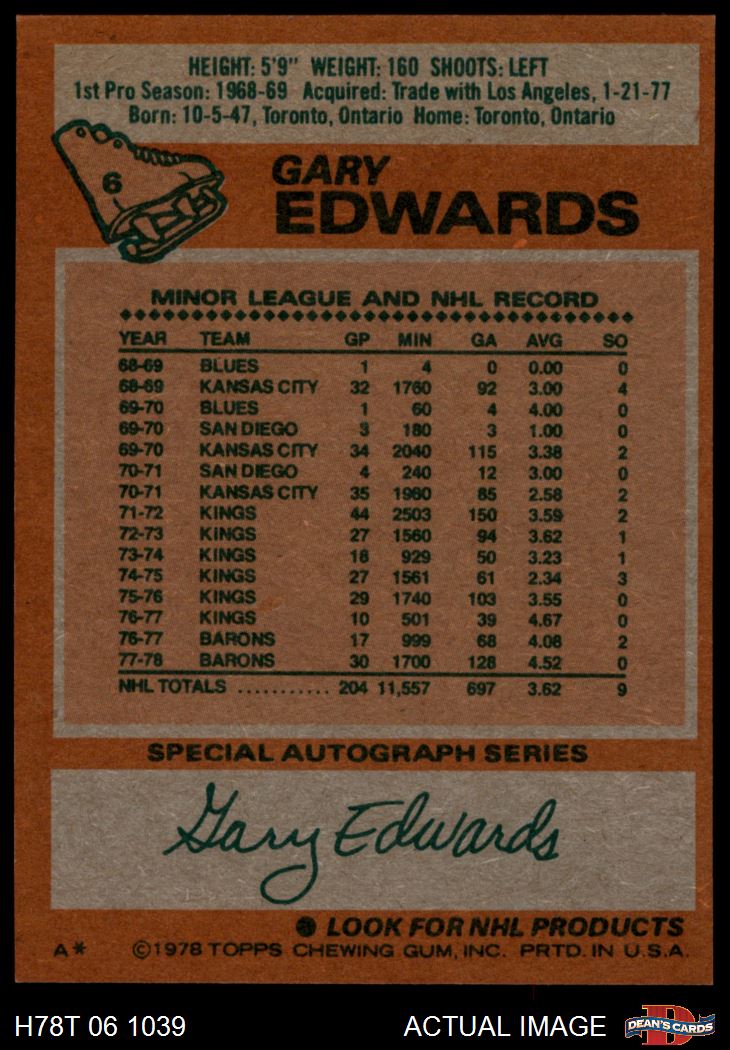 HEIGHT: 5'9" WEIGHT: 160 SHOOTS: LEFT
1st Pro Season: 1968-69 Acquired: Trade with Los Angeles, 1-21-77
Born: 10-5-47, Toronto, Ontario Home: Toronto, Ontario
6
GARY
EDWARDS
MINOR LEAGUE AND NHL RECORD
YEAR TEAM GP MIN GA AVG SO
68-69 BLUES 1 4 0 0.00 0
68-69 KANSAS CITY 32 1760 92 3.00 4
69-70 BLUES 1 60 4 4.00 0
69-70 SAN DIEGO 3 180 3 1.00 0
69-70 KANSAS CITY 34 2040 115 3.38 2
70-71 SAN DIEGO 4 240 12 3.00 0
70-71 KANSAS CITY 35 1980 85 2.58 2
71-72 KINGS 44 2503 150 3.59 2
72-73 KINGS 27 1560 94 3.62 1
73-74 KINGS 18 929 50 3.23 1
74-75 KINGS 27 1561 61 2.34 3
75-76 KINGS 29 1740 103 3.55 0
76-77 KINGS 10 501 39 4.67 0
76-77 BARONS 17 999 68 4.08 2
77-78 BARONS 30 1700 128 4.52 0
NHL TOTALS ........... 204 11,557 697 3.62 9
SPECIAL AUTOGRAPH SERIES
Gary Edwards
● LOOK FOR NHL PRODUCTS
A* ©1978 TOPPS CHEWING GUM, INC. PRTD. IN U.S.A.
H78T 06 1039 ACTUAL IMAGE D DEAN'S CARDS